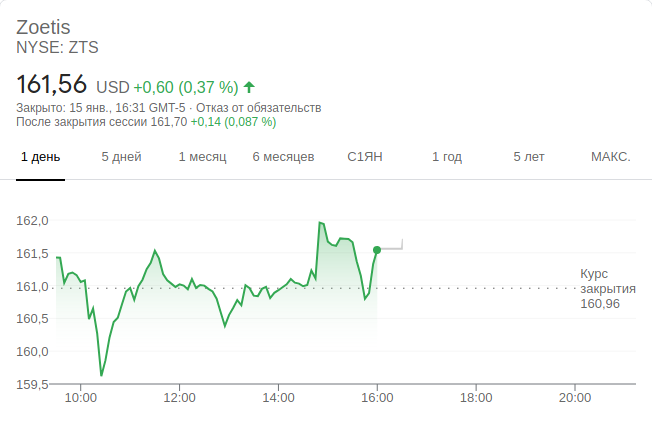 Zoetis
NYSE: ZTS
161,56 USD +0,60 (0,37 %)
Закрыто: 15 янв., 16:31 GMT-5 · Отказ от обязательств
После закрытия сессии 161,70 +0,14 (0,087 %)
1 день 5 дней 1 месяц 6 месяцев С1ЯН 1 год 5 лет МАКС.
162,0
161,5
161,0
160,5
160,0
159,5
Курс
закрытия
160,96
10:00 12:00 14:00 16:00 18:00 20:00